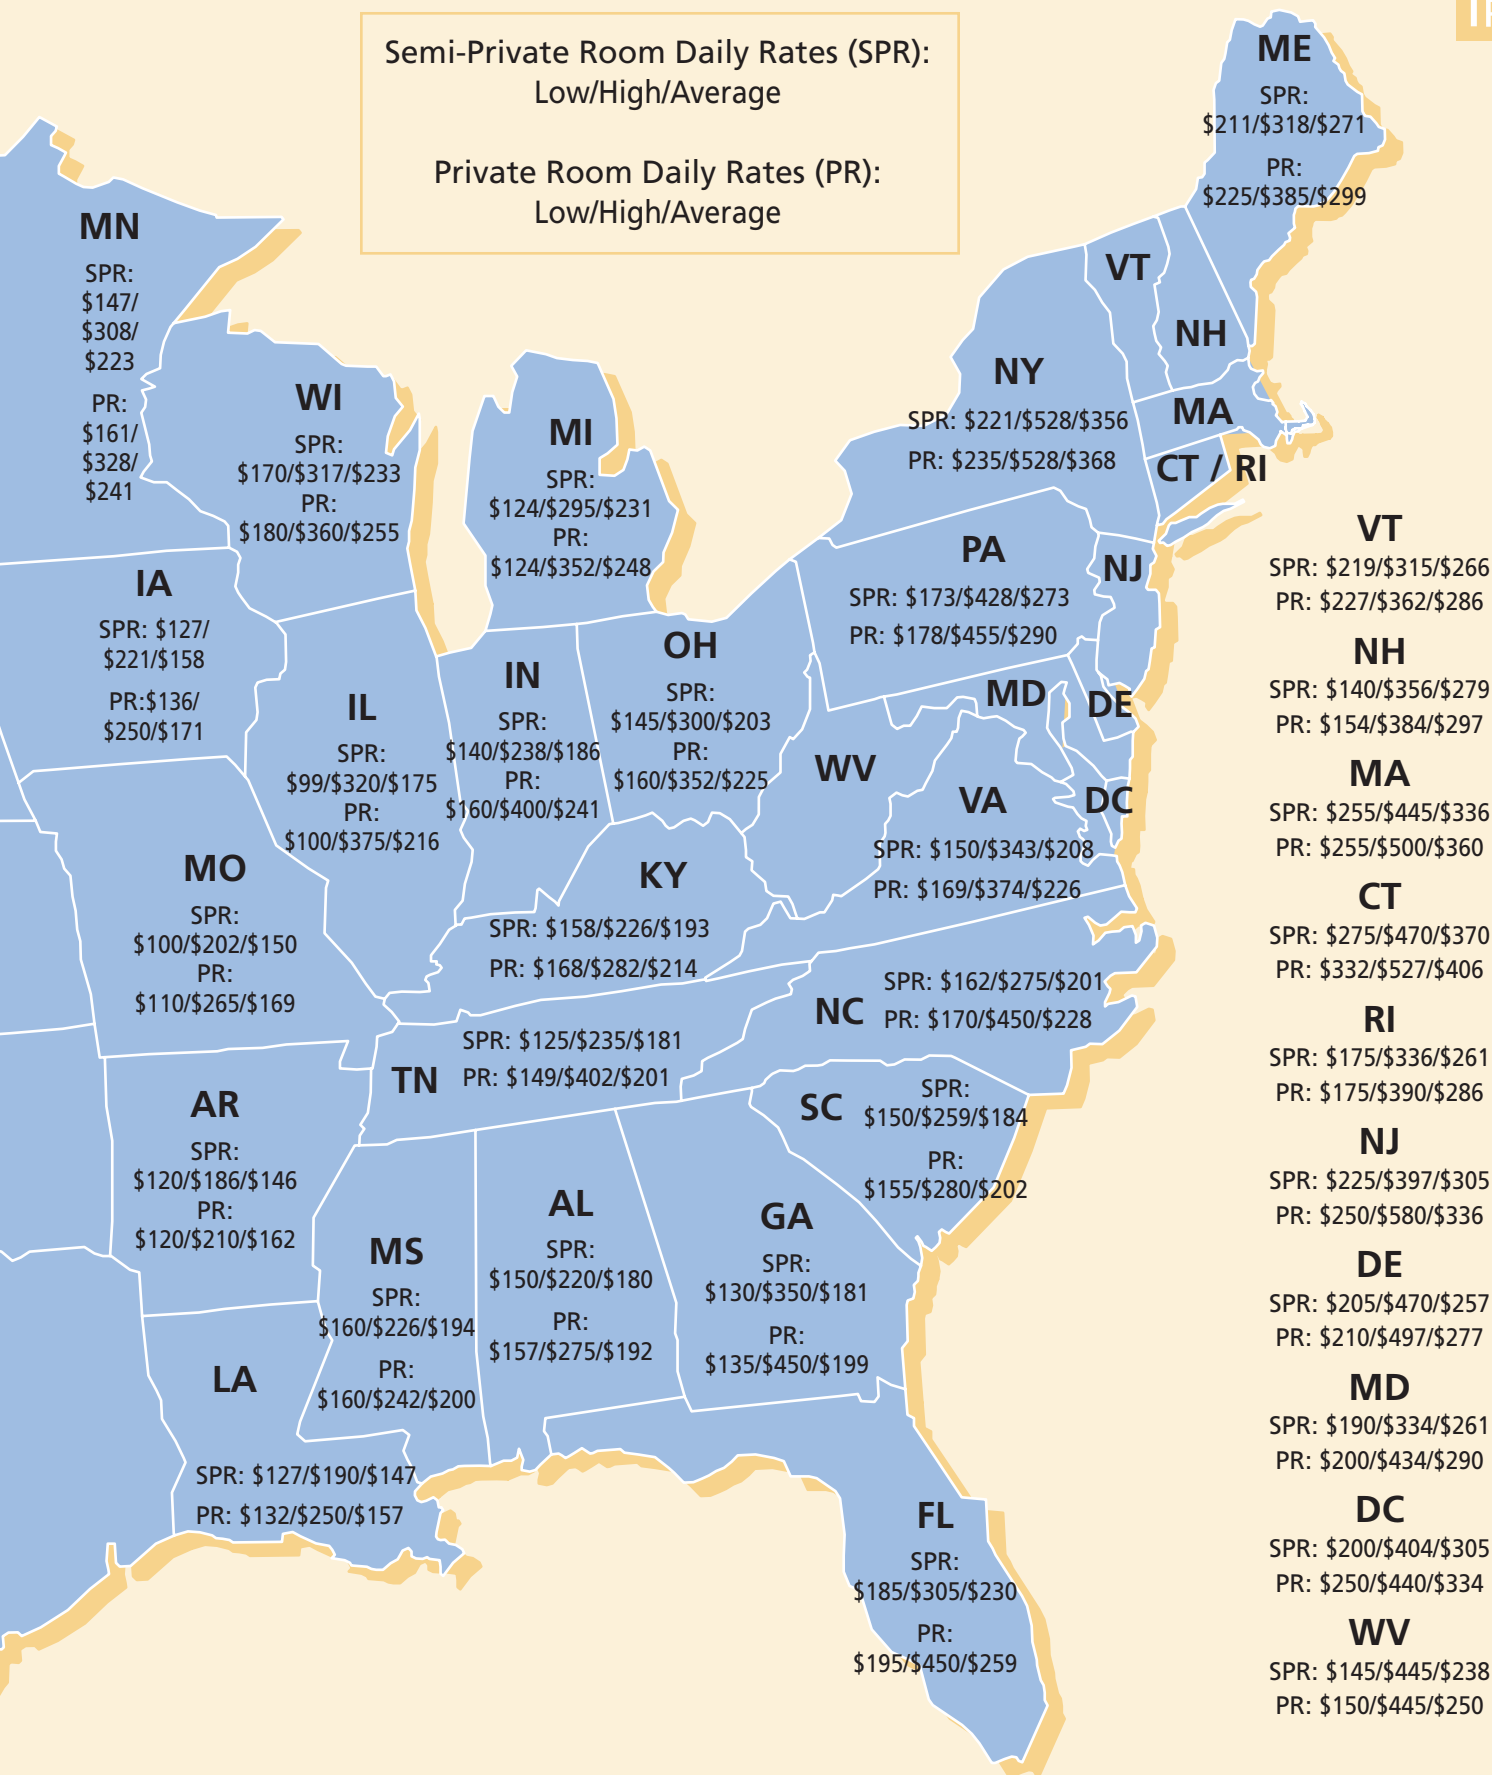 Semi-Private Room Daily Rates (SPR):
Low/High/Average
Private Room Daily Rates (PR):
Low/High/Average
ME
SPR:
$211/$318/$271
PR:
$225/$385/$299
MN
SPR:
$147/
$308/
$223
PR:
$161/
$328/
$241
WI
SPR:
$170/$317/$233
PR:
$180/$360/$255
MI
SPR:
$124/$295/$231
PR:
$124/$352/$248
VT
NH
NY
SPR: $221/$528/$356
PR: $235/$528/$368
MA
CT / RI
PA
SPR: $173/$428/$273
PR: $178/$455/$290
NJ
IA
SPR: $127/
$221/$158
PR:$136/
$250/$171
IL
SPR:
$99/$320/$175
PR:
$100/$375/$216
IN
SPR:
$140/$238/$186
PR:
$160/$400/$241
OH
SPR:
$145/$300/$203
PR:
$160/$352/$225
MD
DE
WV
VA
SPR: $150/$343/$208
PR: $169/$374/$226
DC
MO
SPR:
$100/$202/$150
PR:
$110/$265/$169
KY
SPR: $158/$226/$193
PR: $168/$282/$214
NC
SPR: $162/$275/$201
PR: $170/$450/$228
TN
SPR: $125/$235/$181
PR: $149/$402/$201
AR
SPR:
$120/$186/$146
PR:
$120/$210/$162
SC
SPR:
$150/$259/$184
PR:
$155/$280/$202
MS
SPR:
$160/$226/$194
PR:
$160/$242/$200
AL
SPR:
$150/$220/$180
PR:
$157/$275/$192
GA
SPR:
$130/$350/$181
PR:
$135/$450/$199
LA
SPR: $127/$190/$147
PR: $132/$250/$157
FL
SPR:
$185/$305/$230
PR:
$195/$450/$259
VT
SPR: $219/$315/$266
PR: $227/$362/$286
NH
SPR: $140/$356/$279
PR: $154/$384/$297
MA
SPR: $255/$445/$336
PR: $255/$500/$360
CT
SPR: $275/$470/$370
PR: $332/$527/$406
RI
SPR: $175/$336/$261
PR: $175/$390/$286
NJ
SPR: $225/$397/$305
PR: $250/$580/$336
DE
SPR: $205/$470/$257
PR: $210/$497/$277
MD
SPR: $190/$334/$261
PR: $200/$434/$290
DC
SPR: $200/$404/$305
PR: $250/$440/$334
WV
SPR: $145/$445/$238
PR: $150/$445/$250